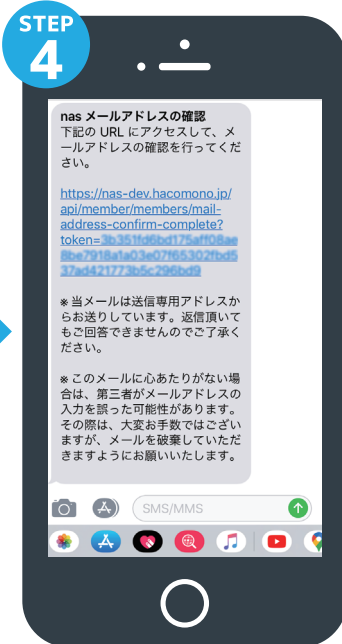 STEP
4
nas メールアドレスの確認
下記の URL にアクセスして、メ
ールアドレスの確認を行ってくだ
さい。
https://nas-dev.hacomono.jp/
api/member/members/mail-
address-confirm-complete?
token=
※ 当メールは送信専用アドレスか
らお送りしています。返信頂いて
もご回答できませんのでご了承く
ださい。
※ このメールに心あたりがない場
合は、第三者がメールアドレスの
入力を誤った可能性があります。
その際は、大変お手数ではござい
ますが、メールを破棄していただ
きますようにお願いいたします。
SMS/MMS